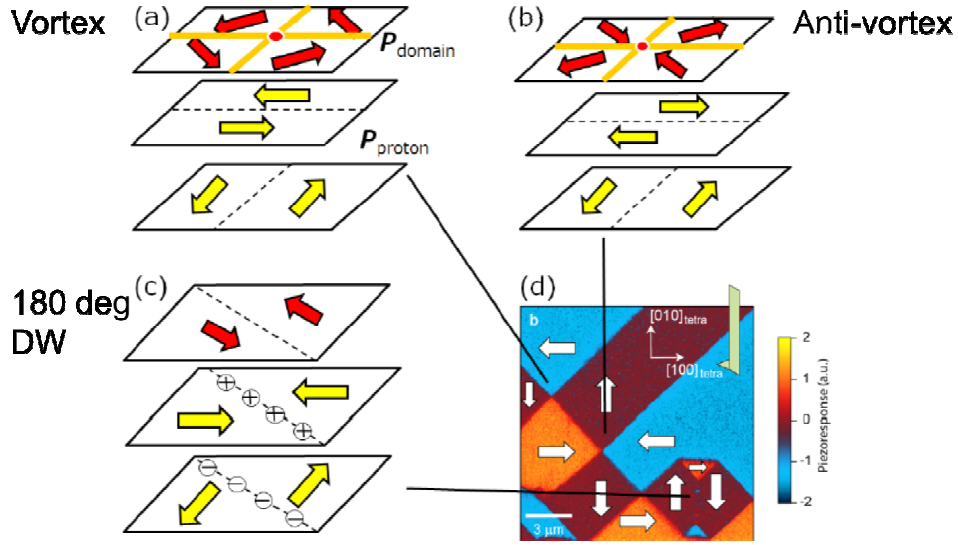 Vortex
(a)
P domain
P proton
(b)
Anti-vortex
180 deg
DW
(c)
(d)
b
[010]tetra
[100]tetra
3 μm
2
1
0
-1
-2
Piezoresponse (a.u.)